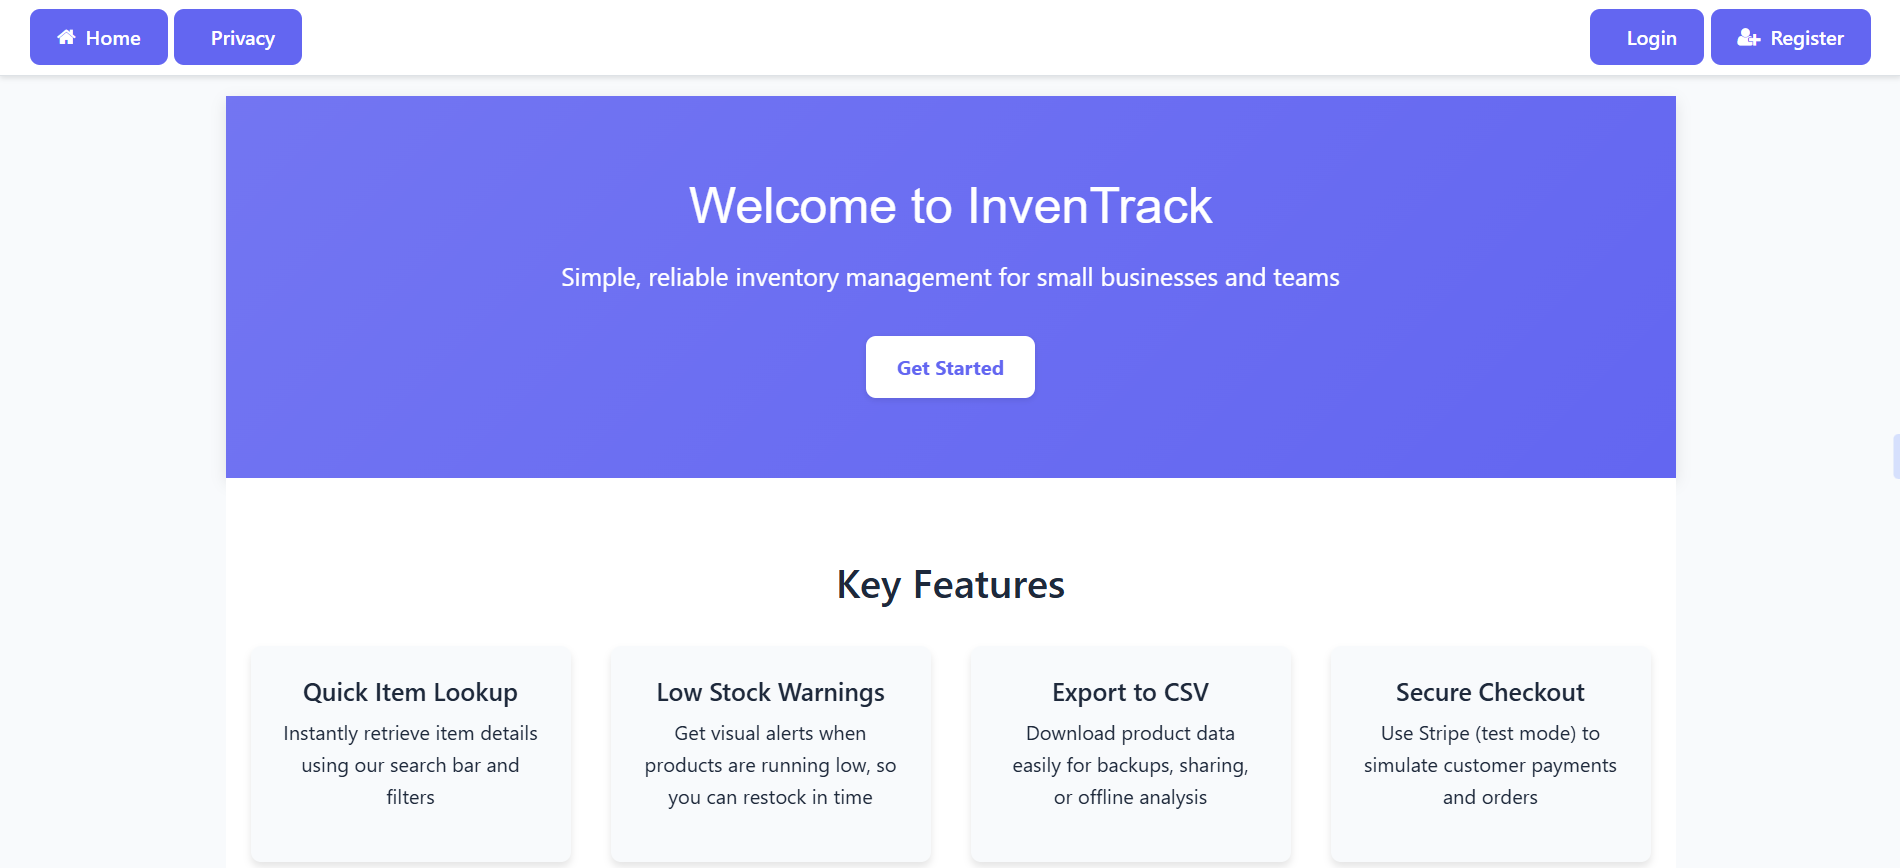 Home Privacy Login Register
Welcome to InvenTrack
Simple, reliable inventory management for small businesses and teams
Get Started
Key Features
Quick Item Lookup
Instantly retrieve item details
using our search bar and
filters
Low Stock Warnings
Get visual alerts when
products are running low, so
you can restock in time
Export to CSV
Download product data
easily for backups, sharing,
or offline analysis
Secure Checkout
Use Stripe (test mode) to
simulate customer payments
and orders